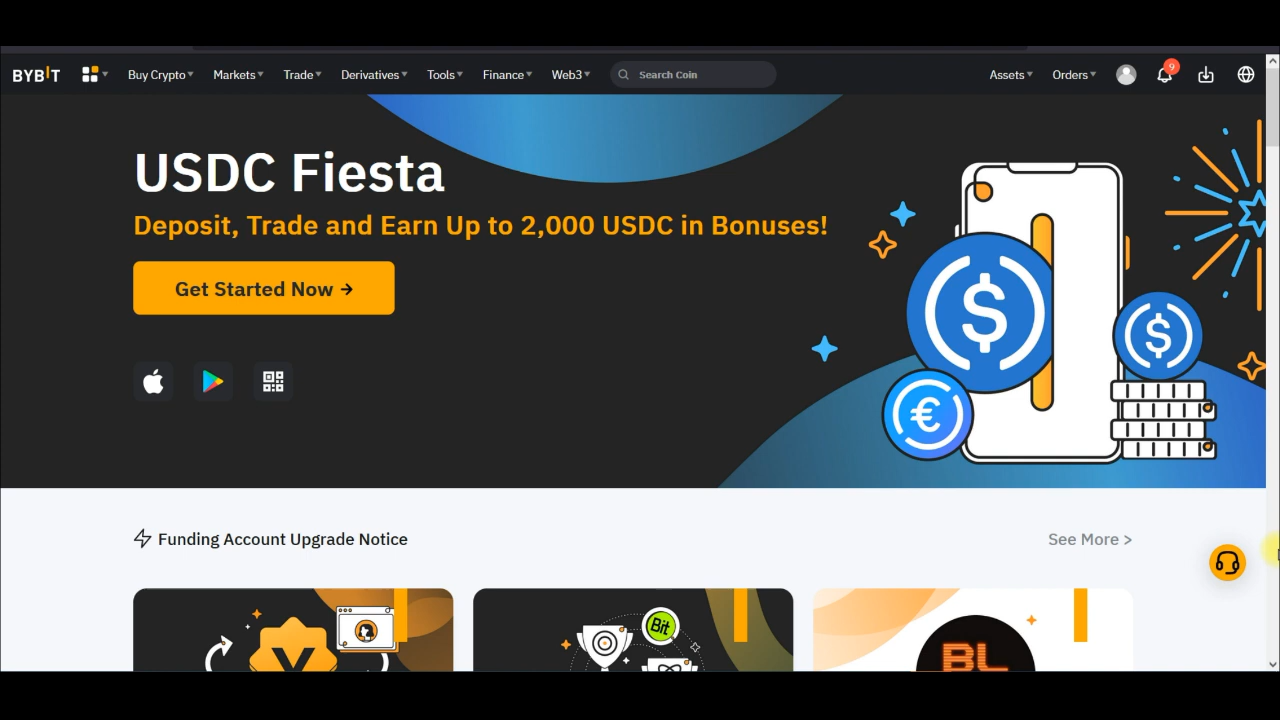 BYBIT Buy Crypto Markets Trade Derivatives Tools Finance Web3 Search Coin Assets Orders 9
USDC Fiesta
Deposit, Trade and Earn Up to 2,000 USDC in Bonuses!
Get Started Now →
$
$
€
Funding Account Upgrade Notice See More >
Bit
BL